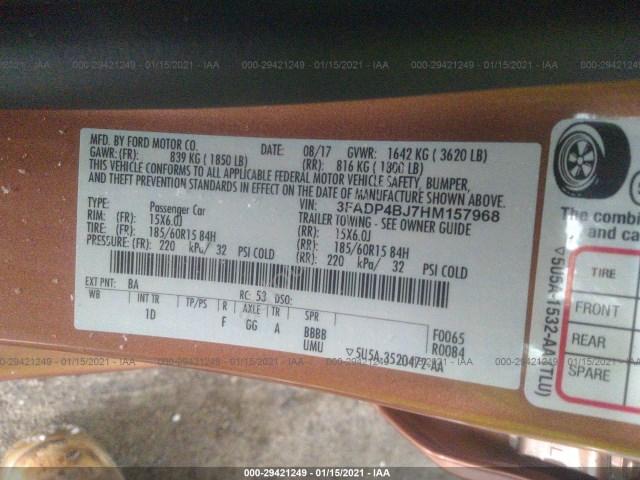 000-29421249 - 01/15/2021 - IAA
MFD. BY FORD MOTOR CO.
DATE: 08/17 GVWR: 1642 KG ( 3620 LB)
GAWR: (FR): 839 KG ( 1850 LB) (RR): 816 KG ( 1800 LB)
THIS VEHICLE CONFORMS TO ALL APPLICABLE FEDERAL MOTOR VEHICLE SAFETY, BUMPER,
AND THEFT PREVENTION STANDARDS IN EFFECT ON THE DATE OF MANUFACTURE SHOWN ABOVE.
VIN: 3FADP4BJ7HM157968
TYPE: Passenger Car TRAILER TOWING - SEE OWNER GUIDE
RIM: (FR): 15X6.0J (RR): 15X6.0J
TIRE: (FR): 185/60R15 84H (RR): 185/60R15 84H
PRESSURE: (FR): 220 kPa/ 32 PSI COLD (RR): 220 kPa/ 32 PSI COLD
EXT PNT: BA RC: 53 DSO:
WB INT TR TP/PS R AXLE TR SPR
1D F GG A BBBB
UMU
F0065
R0084
▽5U5A-3520472-AA
The combined
and carg
▽5U5A-1532-AA (TLU)
TIRE
FRONT
REAR
SPARE
000-29421249 - 01/15/2021 - IAA